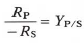 R_P / −R_S = Y_P/S